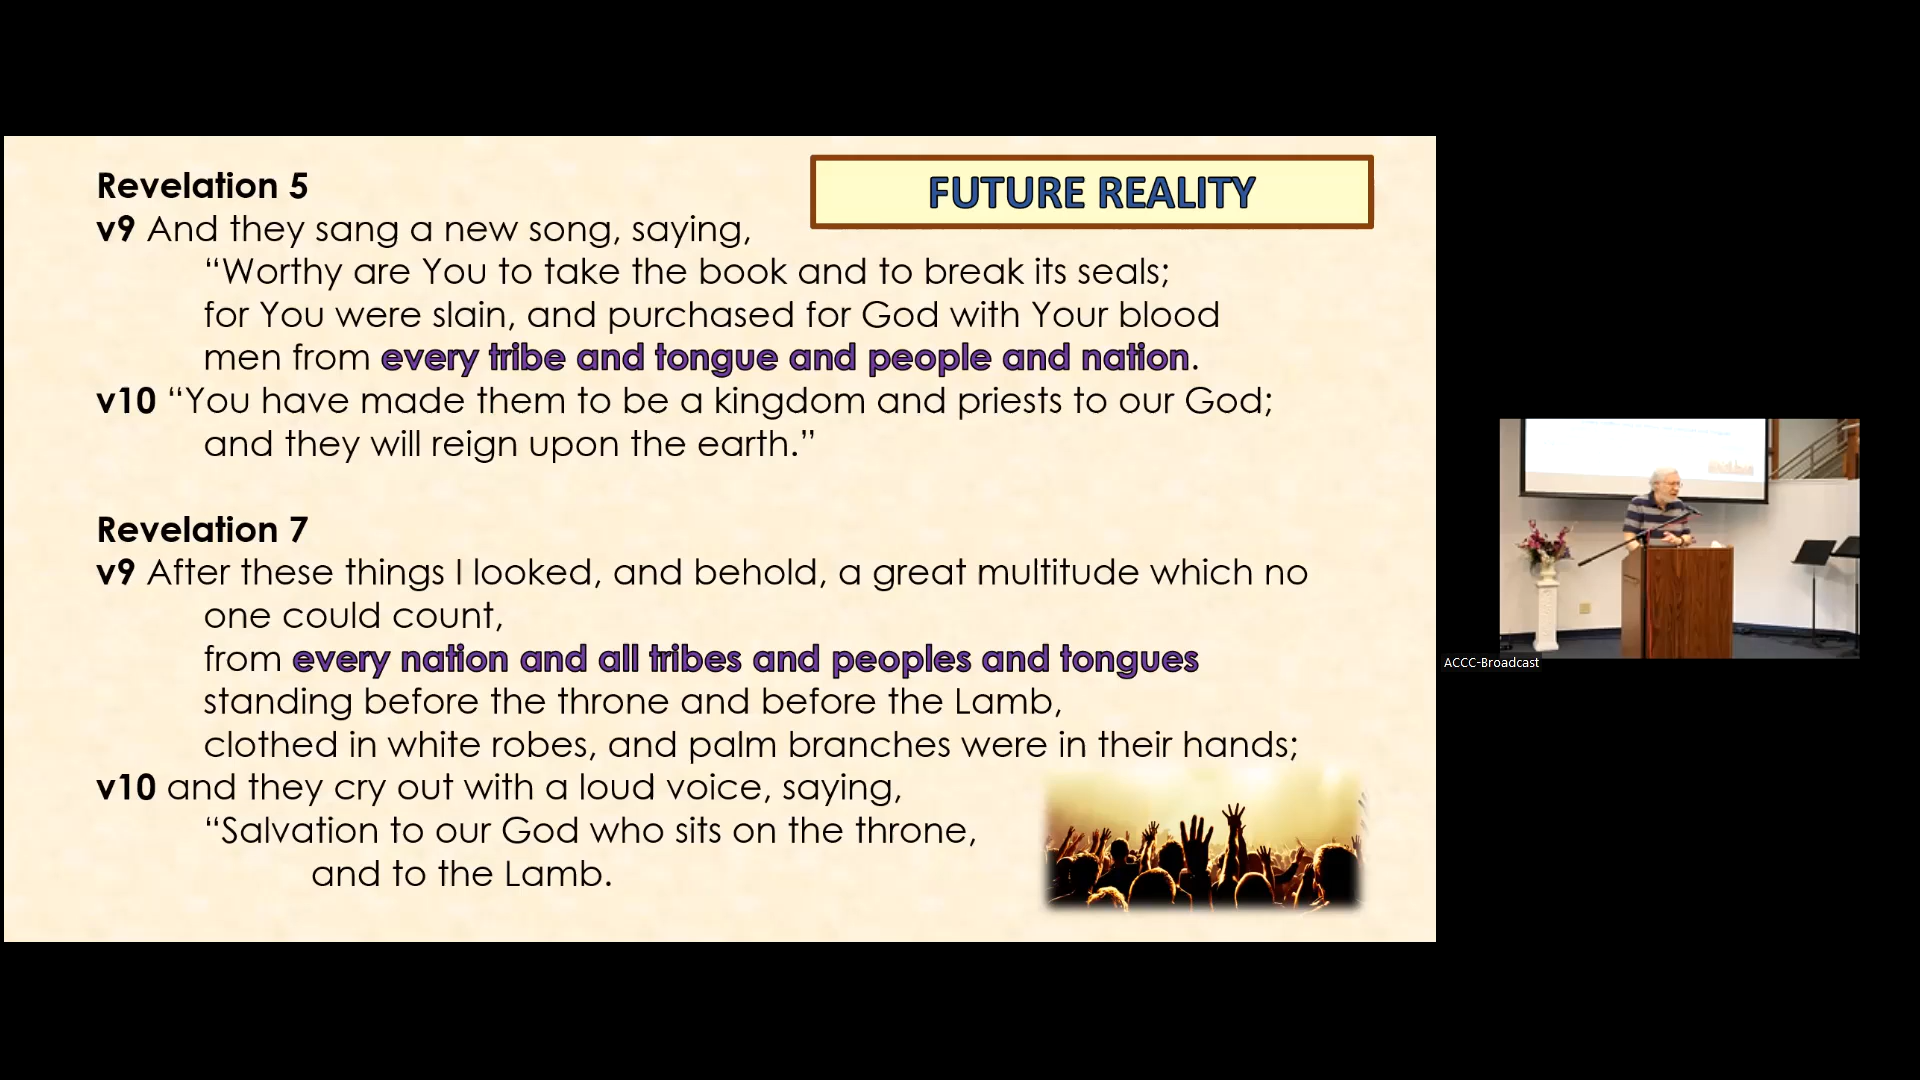 FUTURE REALITY
Revelation 5
v9 And they sang a new song, saying,
“Worthy are You to take the book and to break its seals;
for You were slain, and purchased for God with Your blood
men from every tribe and tongue and people and nation.
v10 “You have made them to be a kingdom and priests to our God;
and they will reign upon the earth.”
Revelation 7
v9 After these things I looked, and behold, a great multitude which no
one could count,
from every nation and all tribes and peoples and tongues
standing before the throne and before the Lamb,
clothed in white robes, and palm branches were in their hands;
v10 and they cry out with a loud voice, saying,
“Salvation to our God who sits on the throne,
and to the Lamb.
ACCC-Broadcast